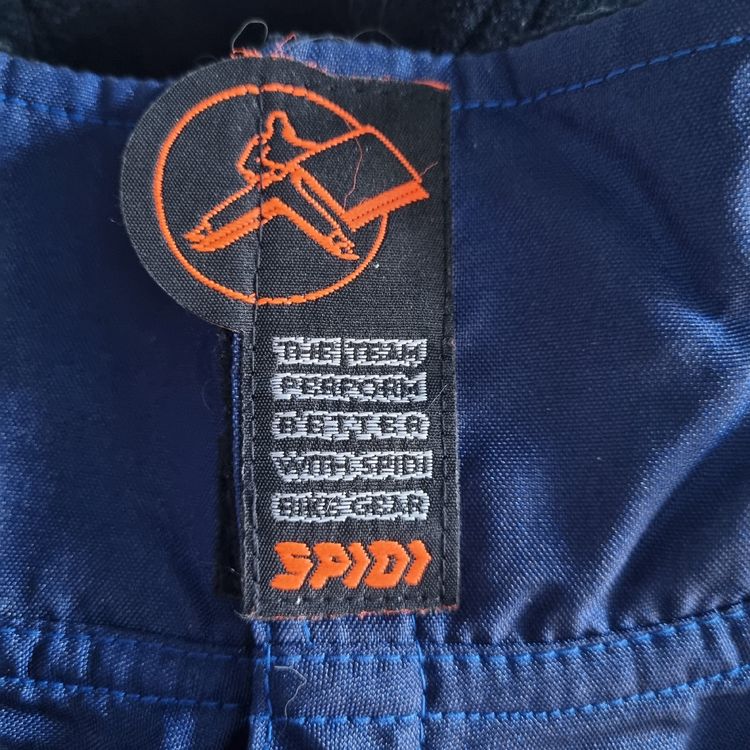 THE TEAM
PERFORM
BETTER
WITH SPIDI
BIKE GEAR
SPIDI